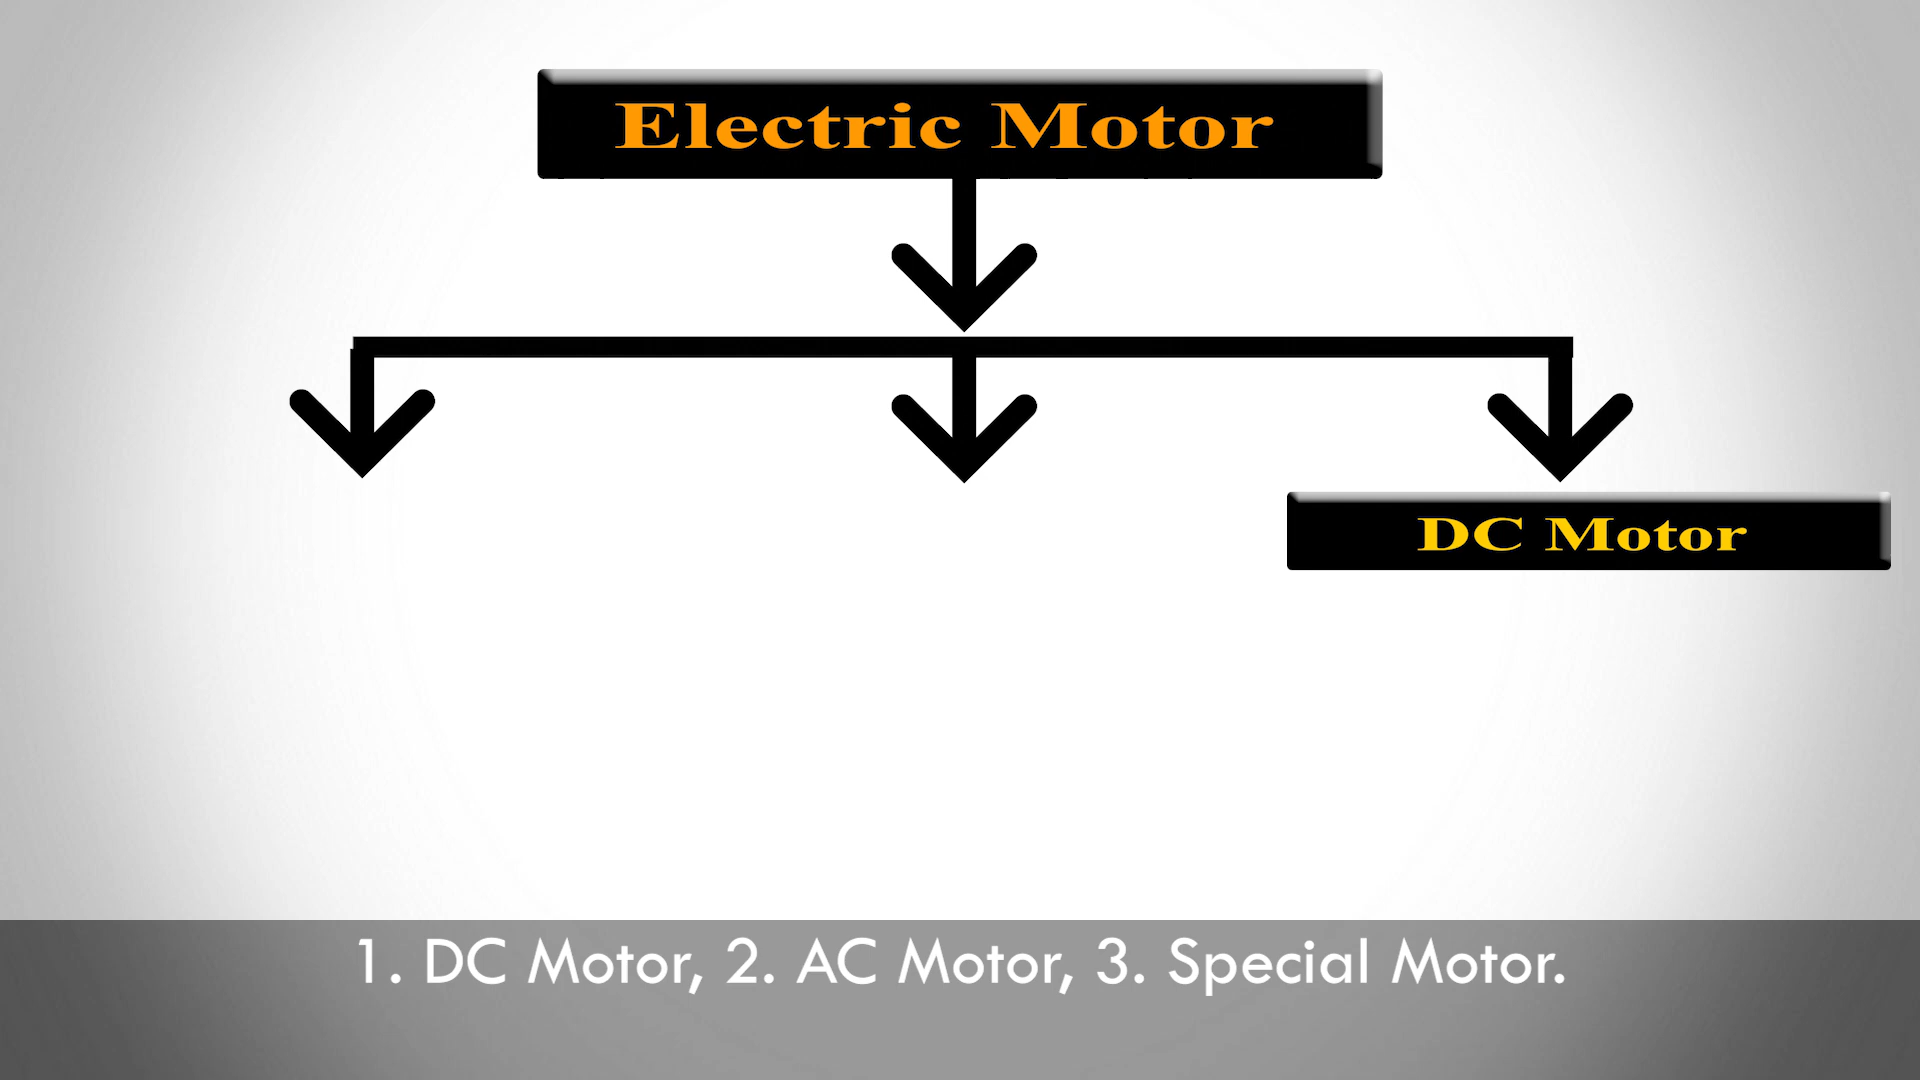 Electric Motor
DC Motor
1. DC Motor, 2. AC Motor, 3. Special Motor.